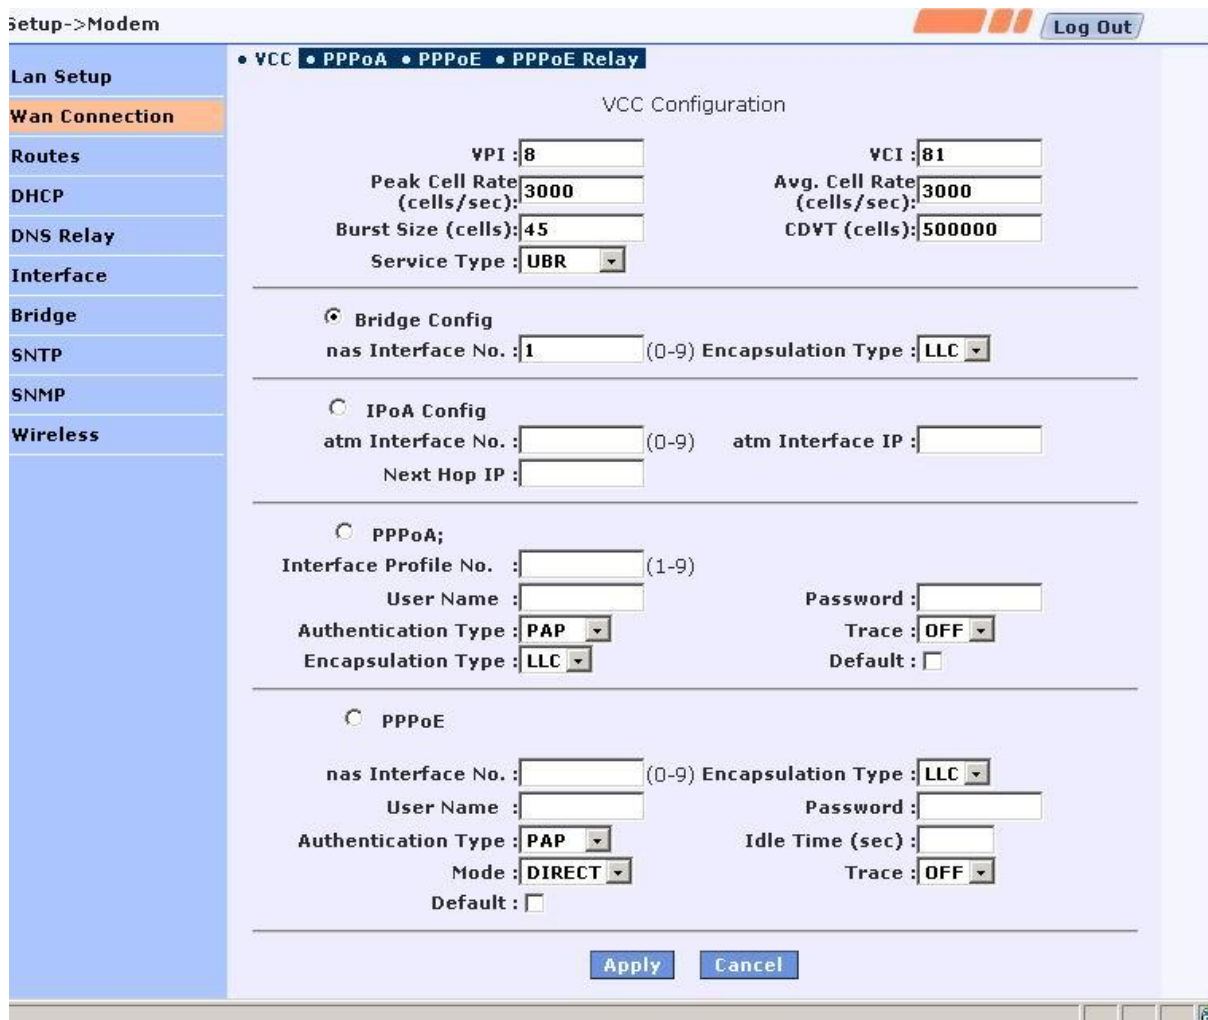 Setup->Modem
Log Out
Lan Setup
Wan Connection
Routes
DHCP
DNS Relay
Interface
Bridge
SNTP
SNMP
Wireless
• VCC • PPPoA • PPPoE • PPPoE Relay
VCC Configuration
VPI : 8 VCI : 81
Peak Cell Rate (cells/sec): 3000 Avg. Cell Rate (cells/sec): 3000
Burst Size (cells): 45 CDVT (cells): 500000
Service Type : UBR
Bridge Config
nas Interface No. : 1 (0-9) Encapsulation Type : LLC
IPoA Config
atm Interface No. : (0-9) atm Interface IP :
Next Hop IP :
PPPoA;
Interface Profile No. : (1-9)
User Name : Password :
Authentication Type : PAP Trace : OFF
Encapsulation Type : LLC Default :
PPPoE
nas Interface No. : (0-9) Encapsulation Type : LLC
User Name : Password :
Authentication Type : PAP Idle Time (sec) :
Mode : DIRECT Trace : OFF
Default :
Apply Cancel